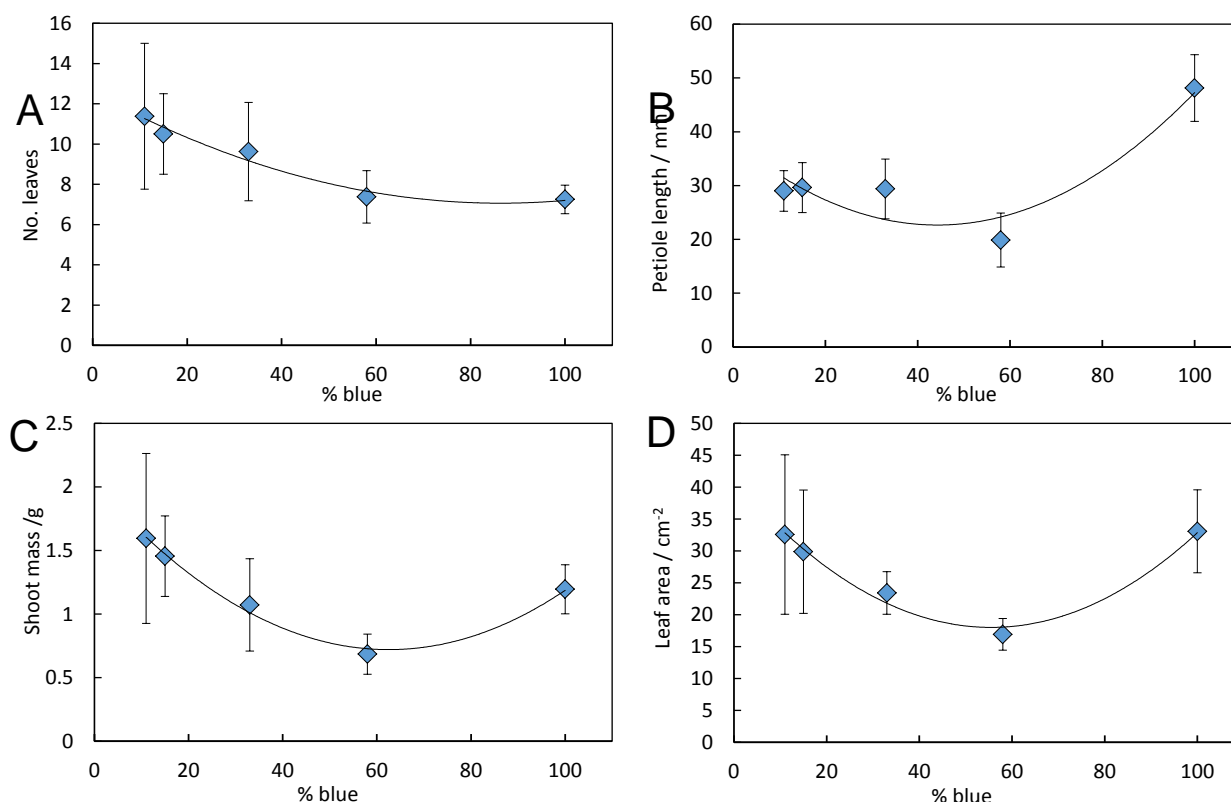 A
No. leaves
16
14
12
10
8
6
4
2
0
0 20 40 60 80 100
% blue
B
Petiole length / mm
60
50
40
30
20
10
0
0 20 40 60 80 100
% blue
C
Shoot mass /g
2.5
2
1.5
1
0.5
0
0 20 40 60 80 100
% blue
D
Leaf area / cm⁻²
50
45
40
35
30
25
20
15
10
5
0
0 20 40 60 80 100
% blue